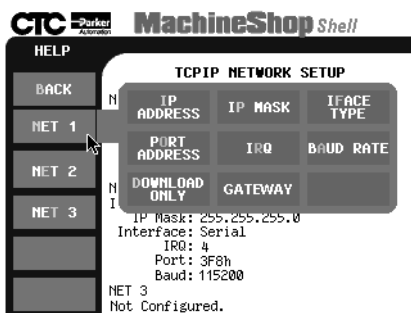 CTC Parker Automation MachineShop Shell
HELP
TCPIP NETWORK SETUP
BACK
N
NET 1
IP ADDRESS
IP MASK
IFACE TYPE
PORT ADDRESS
IRQ
BAUD RATE
DOWNLOAD ONLY
GATEWAY
NET 2
N
I
IP Mask: 255.255.255.0
Interface: Serial
NET 3
IRQ: 4
Port: 3F8h
Baud: 115200
NET 3
Not Configured.